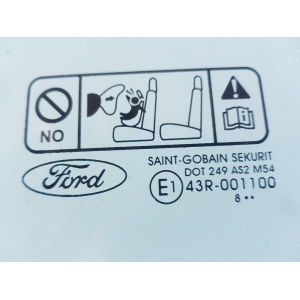 NO
Ford
SAINT-GOBAIN SEKURIT
DOT 249 AS2 M54
E1 43R-001100
8 ••